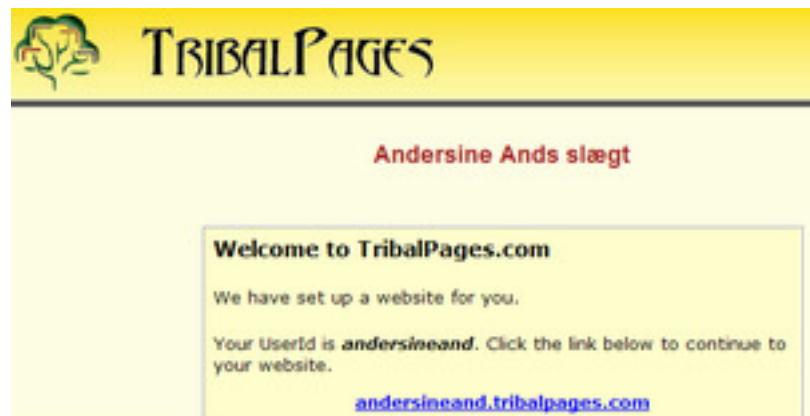 TRIBALPAGES
Andersine Ands slægt
Welcome to TribalPages.com
We have set up a website for you.
Your UserId is andersineand. Click the link below to continue to
your website.
andersineand.tribalpages.com